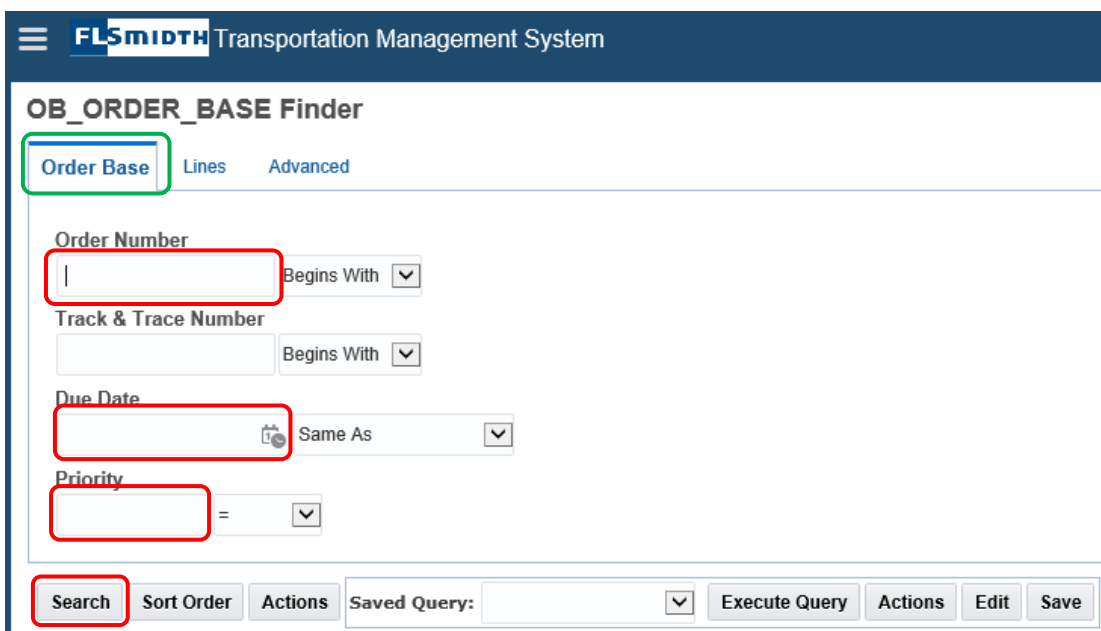 FLSMIDTH Transportation Management System
OB_ORDER_BASE Finder
Order Base Lines Advanced
Order Number
Begins With
Track & Trace Number
Begins With
Due Date
Same As
Priority
=
Search Sort Order Actions Saved Query: Execute Query Actions Edit Save